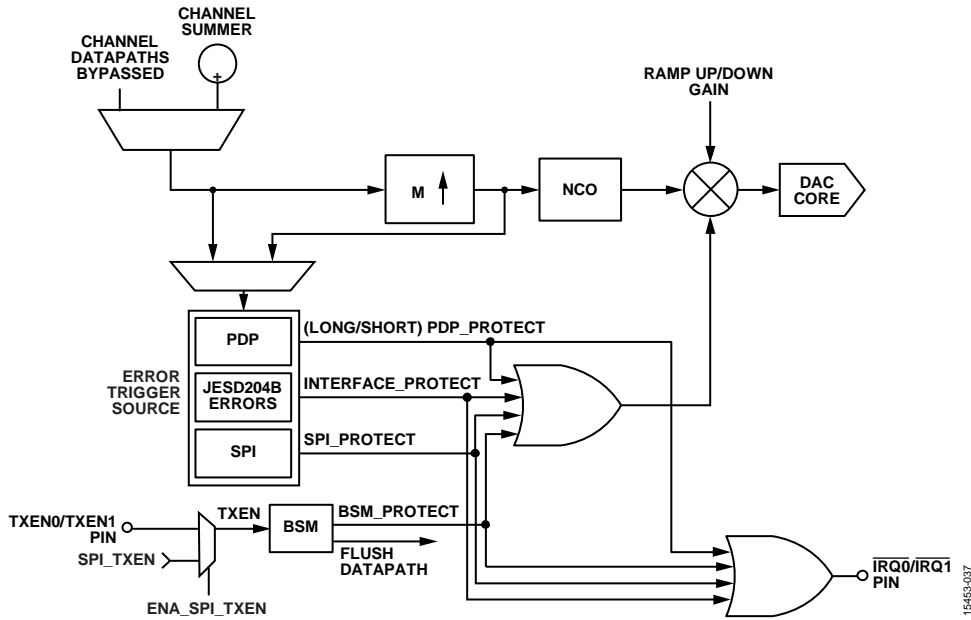 CHANNEL
SUMMER
CHANNEL
DATAPATHS
BYPASSED
+
RAMP UP/DOWN
GAIN
M
NCO
DAC
CORE
ERROR
TRIGGER
SOURCE
PDP
JESD204B
ERRORS
SPI
(LONG/SHORT) PDP_PROTECT
INTERFACE_PROTECT
SPI_PROTECT
TXEN0/TXEN1
PIN
SPI_TXEN
TXEN
ENA_SPI_TXEN
BSM
BSM_PROTECT
FLUSH
DATAPATH
IRQ0/IRQ1
PIN
15453-037